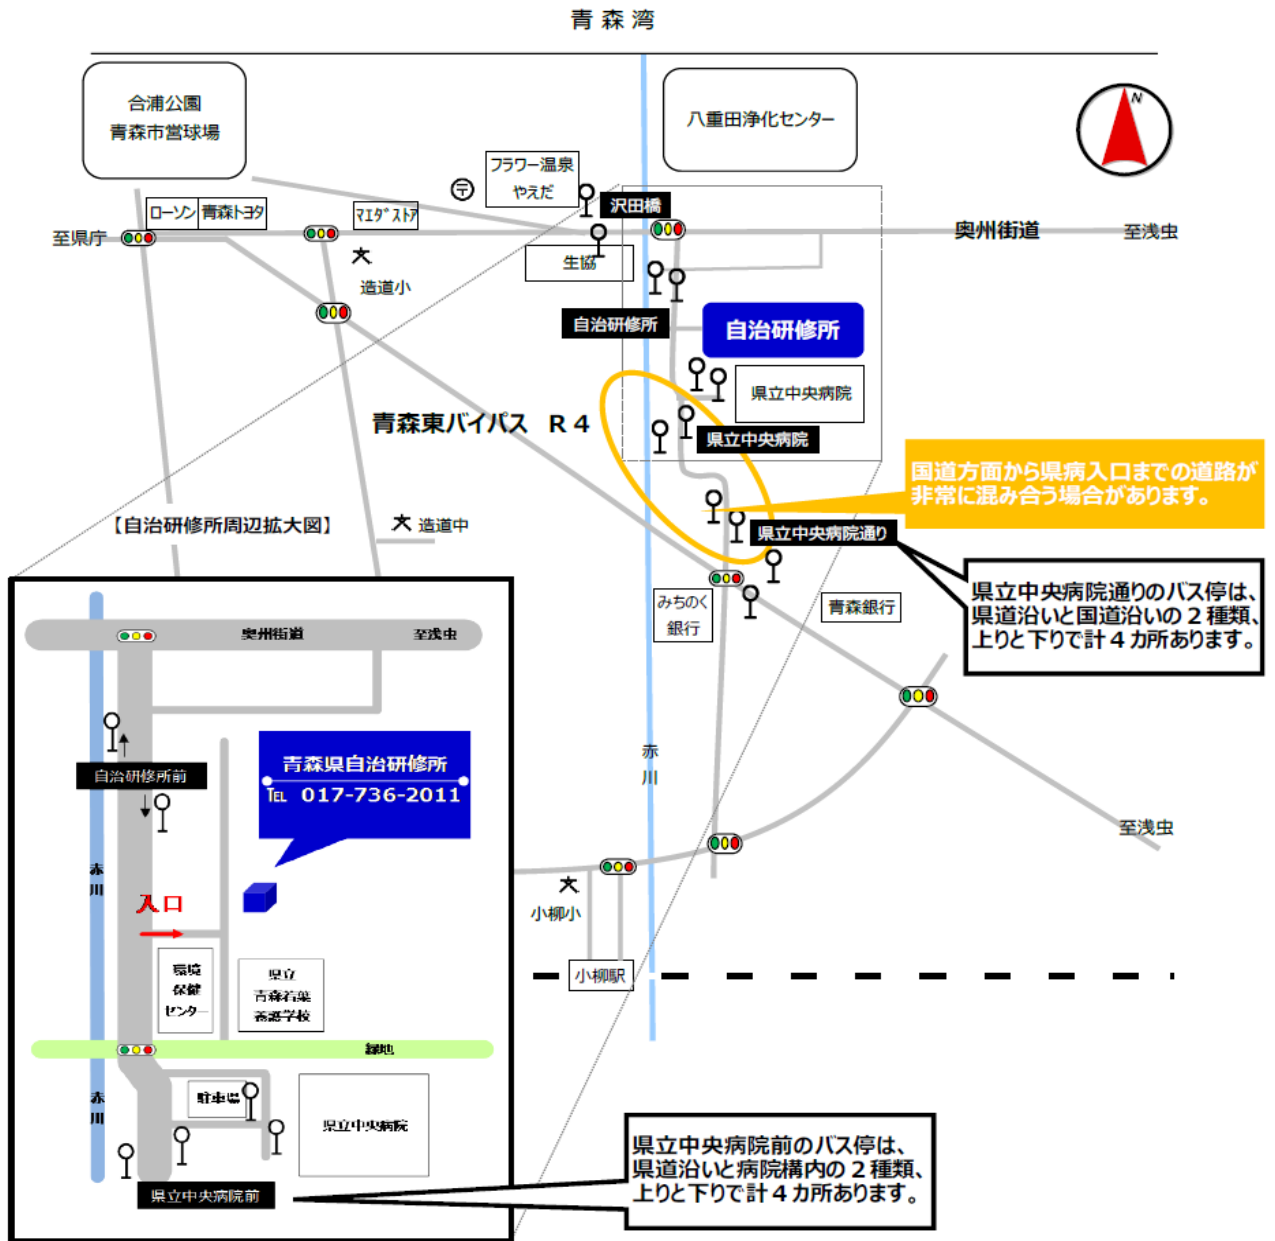 青森湾
合浦公園
青森市営球場
八重田浄化センター
N
フラワー温泉
やえだ
沢田橋
ローソン
青森トヨタ
マエダストア
至県庁
奥州街道
至浅虫
生協
造道小
自治研修所
自治研修所
県立中央病院
青森東バイパス R4
県立中央病院
国道方面から県病入口までの道路が
非常に混み合う場合があります。
【自治研修所周辺拡大図】
造道中
県立中央病院通り
県立中央病院通りのバス停は、
県道沿いと国道沿いの2種類、
上りと下りで計4カ所あります。
みちのく
銀行
青森銀行
奥州街道
至浅虫
赤川
自治研修所前
青森県自治研修所
TEL 017-736-2011
至浅虫
赤川
入口
小柳小
小柳駅
環境
保健
センター
県立
青森若葉
養護学校
緑地
赤川
駐車場
県立中央病院
県立中央病院前
県立中央病院前のバス停は、
県道沿いと病院構内の2種類、
上りと下りで計4カ所あります。